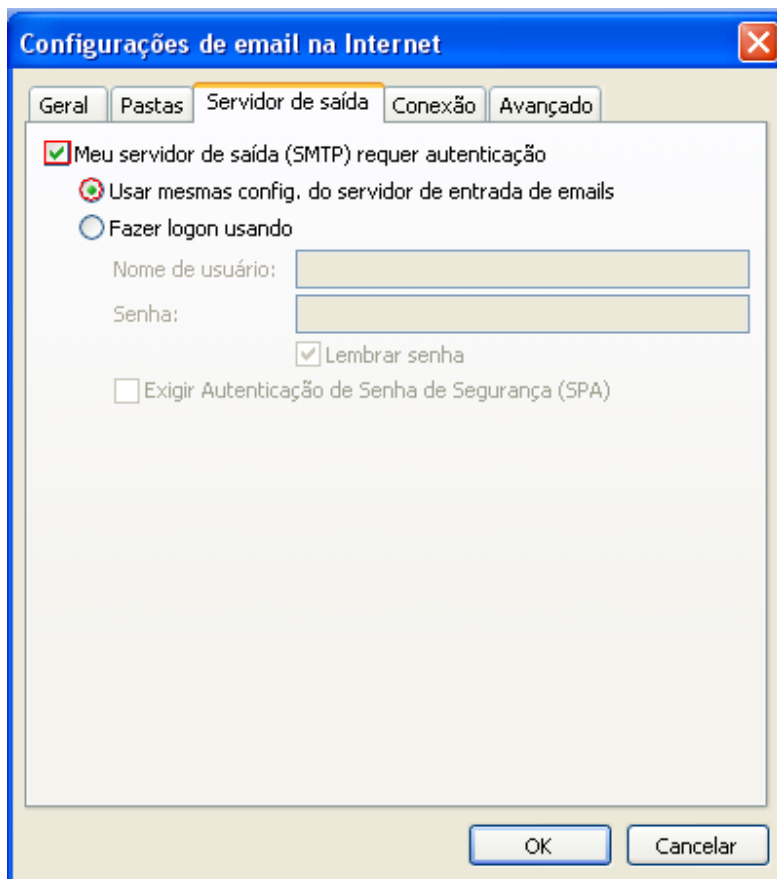 Configurações de email na Internet
Geral Pastas Servidor de saída Conexão Avançado
Meu servidor de saída (SMTP) requer autenticação
Usar mesmas config. do servidor de entrada de emails
Fazer logon usando
Nome de usuário:
Senha:
Lembrar senha
Exigir Autenticação de Senha de Segurança (SPA)
OK Cancelar